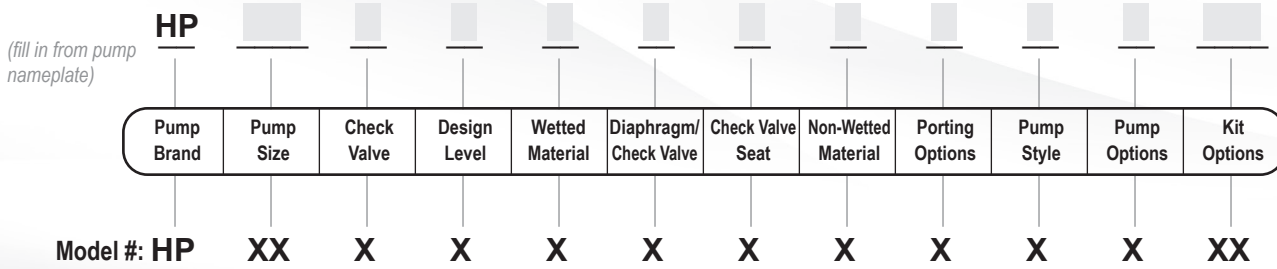 HP
(fill in from pump
nameplate)
Pump Brand
Pump Size
Check Valve
Design Level
Wetted Material
Diaphragm/ Check Valve
Check Valve Seat
Non-Wetted Material
Porting Options
Pump Style
Pump Options
Kit Options
Model #: HP XX X X X X X X X X X XX